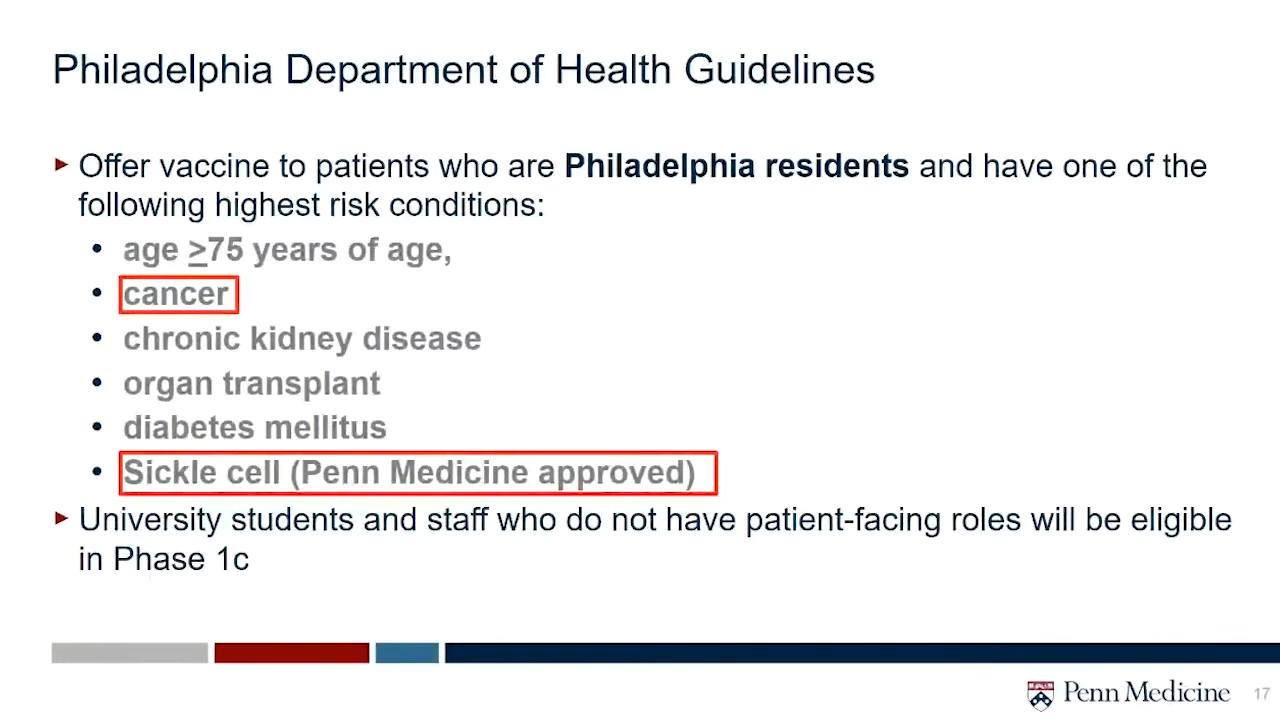 Philadelphia Department of Health Guidelines
▸ Offer vaccine to patients who are Philadelphia residents and have one of the
following highest risk conditions:
• age ≥75 years of age,
• cancer
• chronic kidney disease
• organ transplant
• diabetes mellitus
• Sickle cell (Penn Medicine approved)
▸ University students and staff who do not have patient-facing roles will be eligible
in Phase 1c
Penn Medicine 17